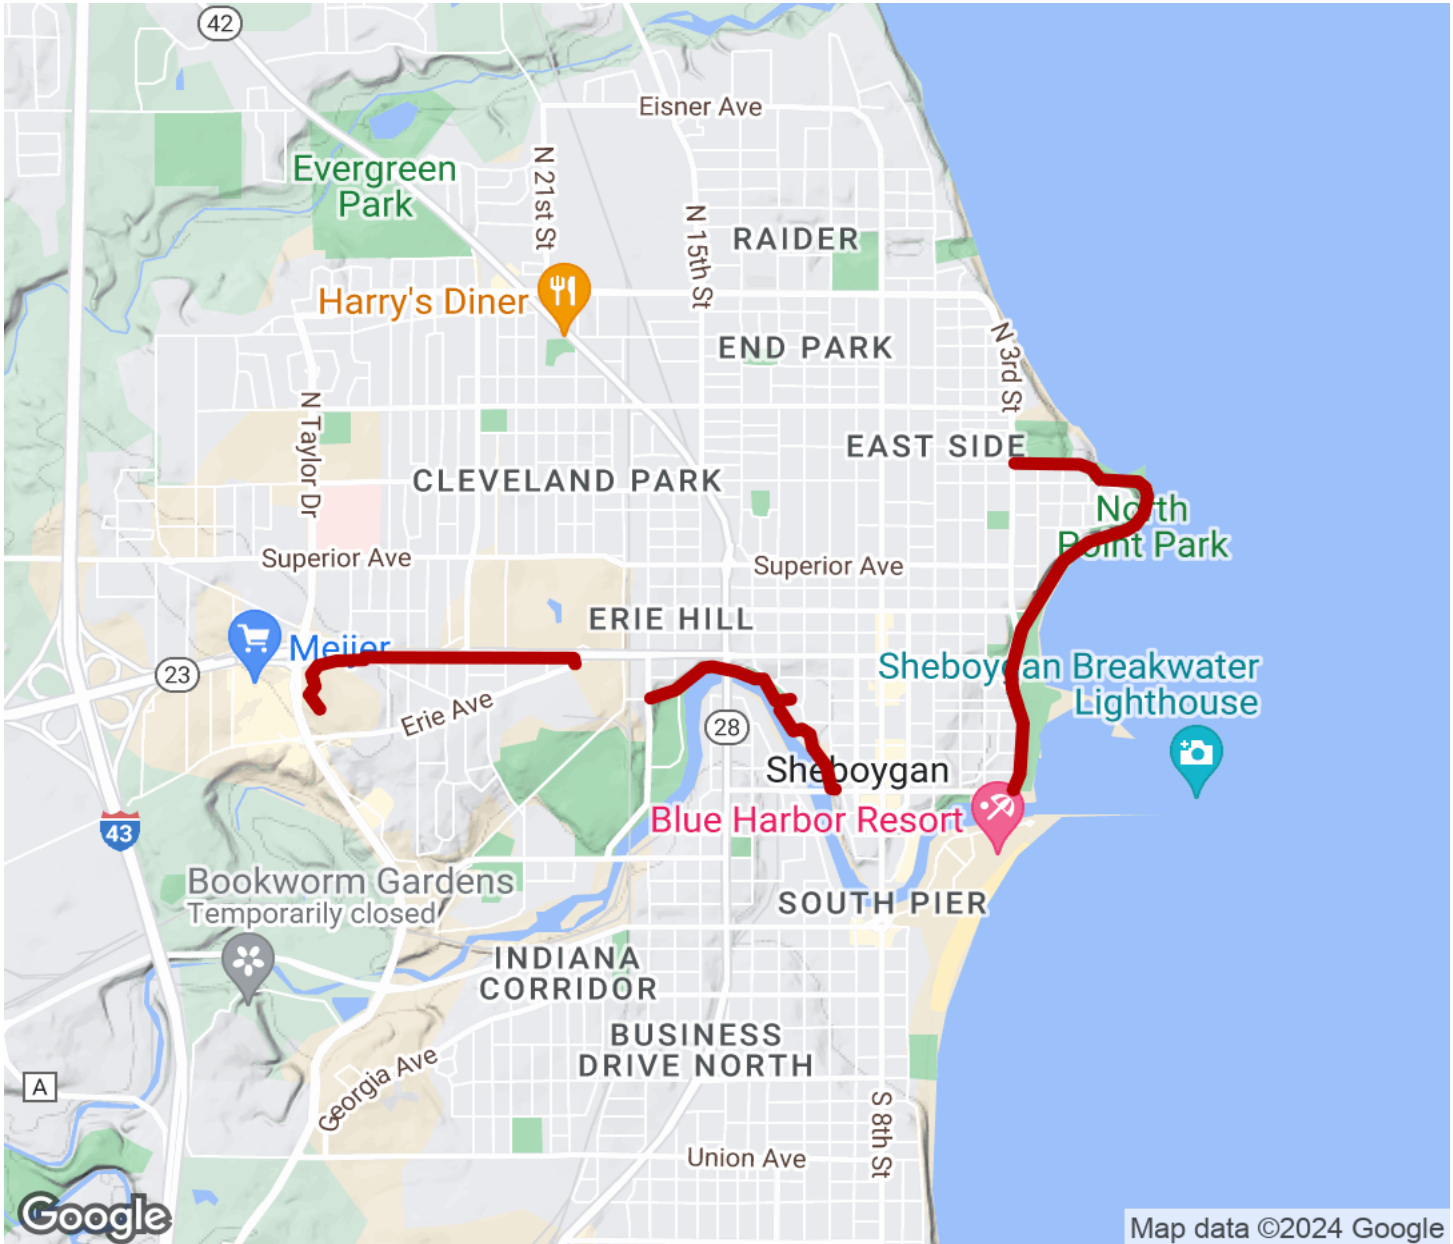 42
Eisner Ave
Evergreen
Park
N 21st St
N 15th St
RAIDER
Harry's Diner
END PARK
N 3rd St
N Taylor Dr
EAST SIDE
CLEVELAND PARK
North
Point Park
Superior Ave
Superior Ave
ERIE HILL
Meijer
23
Sheboygan Breakwater
Lighthouse
Erie Ave
28
Sheboygan
Blue Harbor Resort
43
Bookworm Gardens
Temporarily closed
SOUTH PIER
INDIANA
CORRIDOR
BUSINESS
DRIVE NORTH
A
Georgia Ave
S 8th St
Union Ave
Google
Map data ©2024 Google